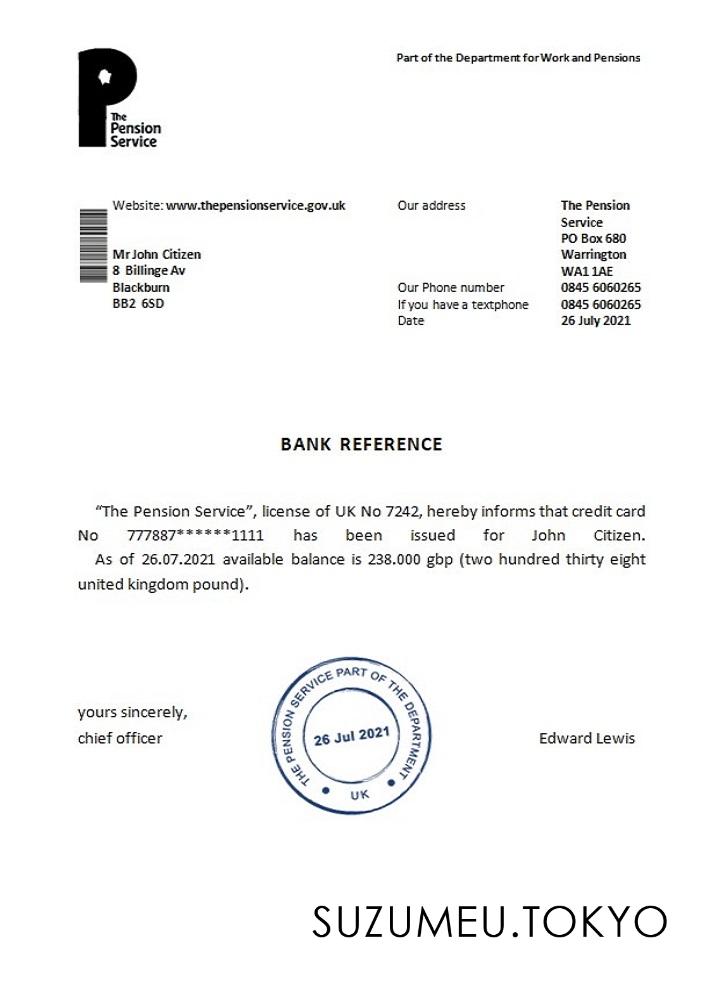 Part of the Department for Work and Pensions
The
Pension
Service
Website: www.thepensionservice.gov.uk
Our address
The Pension
Service
PO Box 680
Warrington
WA1 1AE
Mr John Citizen
8 Billinge Av
Blackburn
BB2 6SD
Our Phone number 0845 6060265
If you have a textphone 0845 6060265
Date 26 July 2021
BANK REFERENCE
“The Pension Service”, license of UK No 7242, hereby informs that credit card
No 777887******1111 has been issued for John Citizen.
As of 26.07.2021 available balance is 238.000 gbp (two hundred thirty eight
united kingdom pound).
yours sincerely,
chief officer
THE PENSION SERVICE PART OF THE DEPARTMENT
26 Jul 2021
UK
Edward Lewis
SUZUMEU.TOKYO